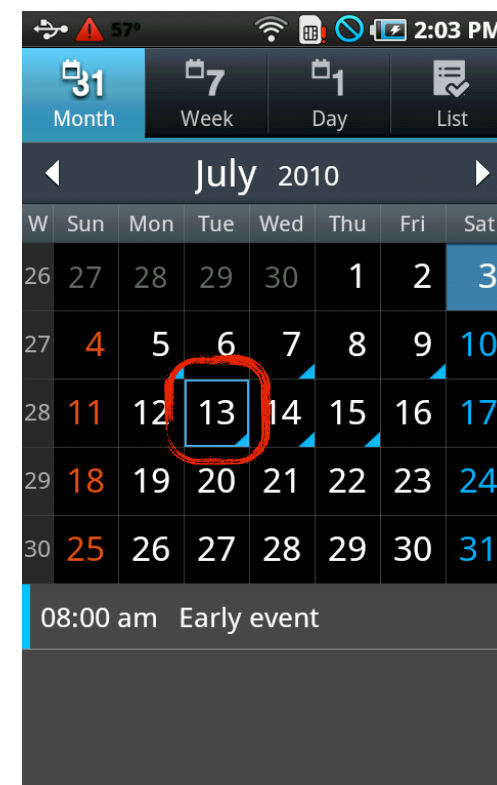 57° 2:03 PM
31 7 1
Month Week Day List
July 2010
W Sun Mon Tue Wed Thu Fri Sat
26 27 28 29 30 1 2 3
27 4 5 6 7 8 9 10
28 11 12 13 14 15 16 17
29 18 19 20 21 22 23 24
30 25 26 27 28 29 30 31
08:00 am Early event